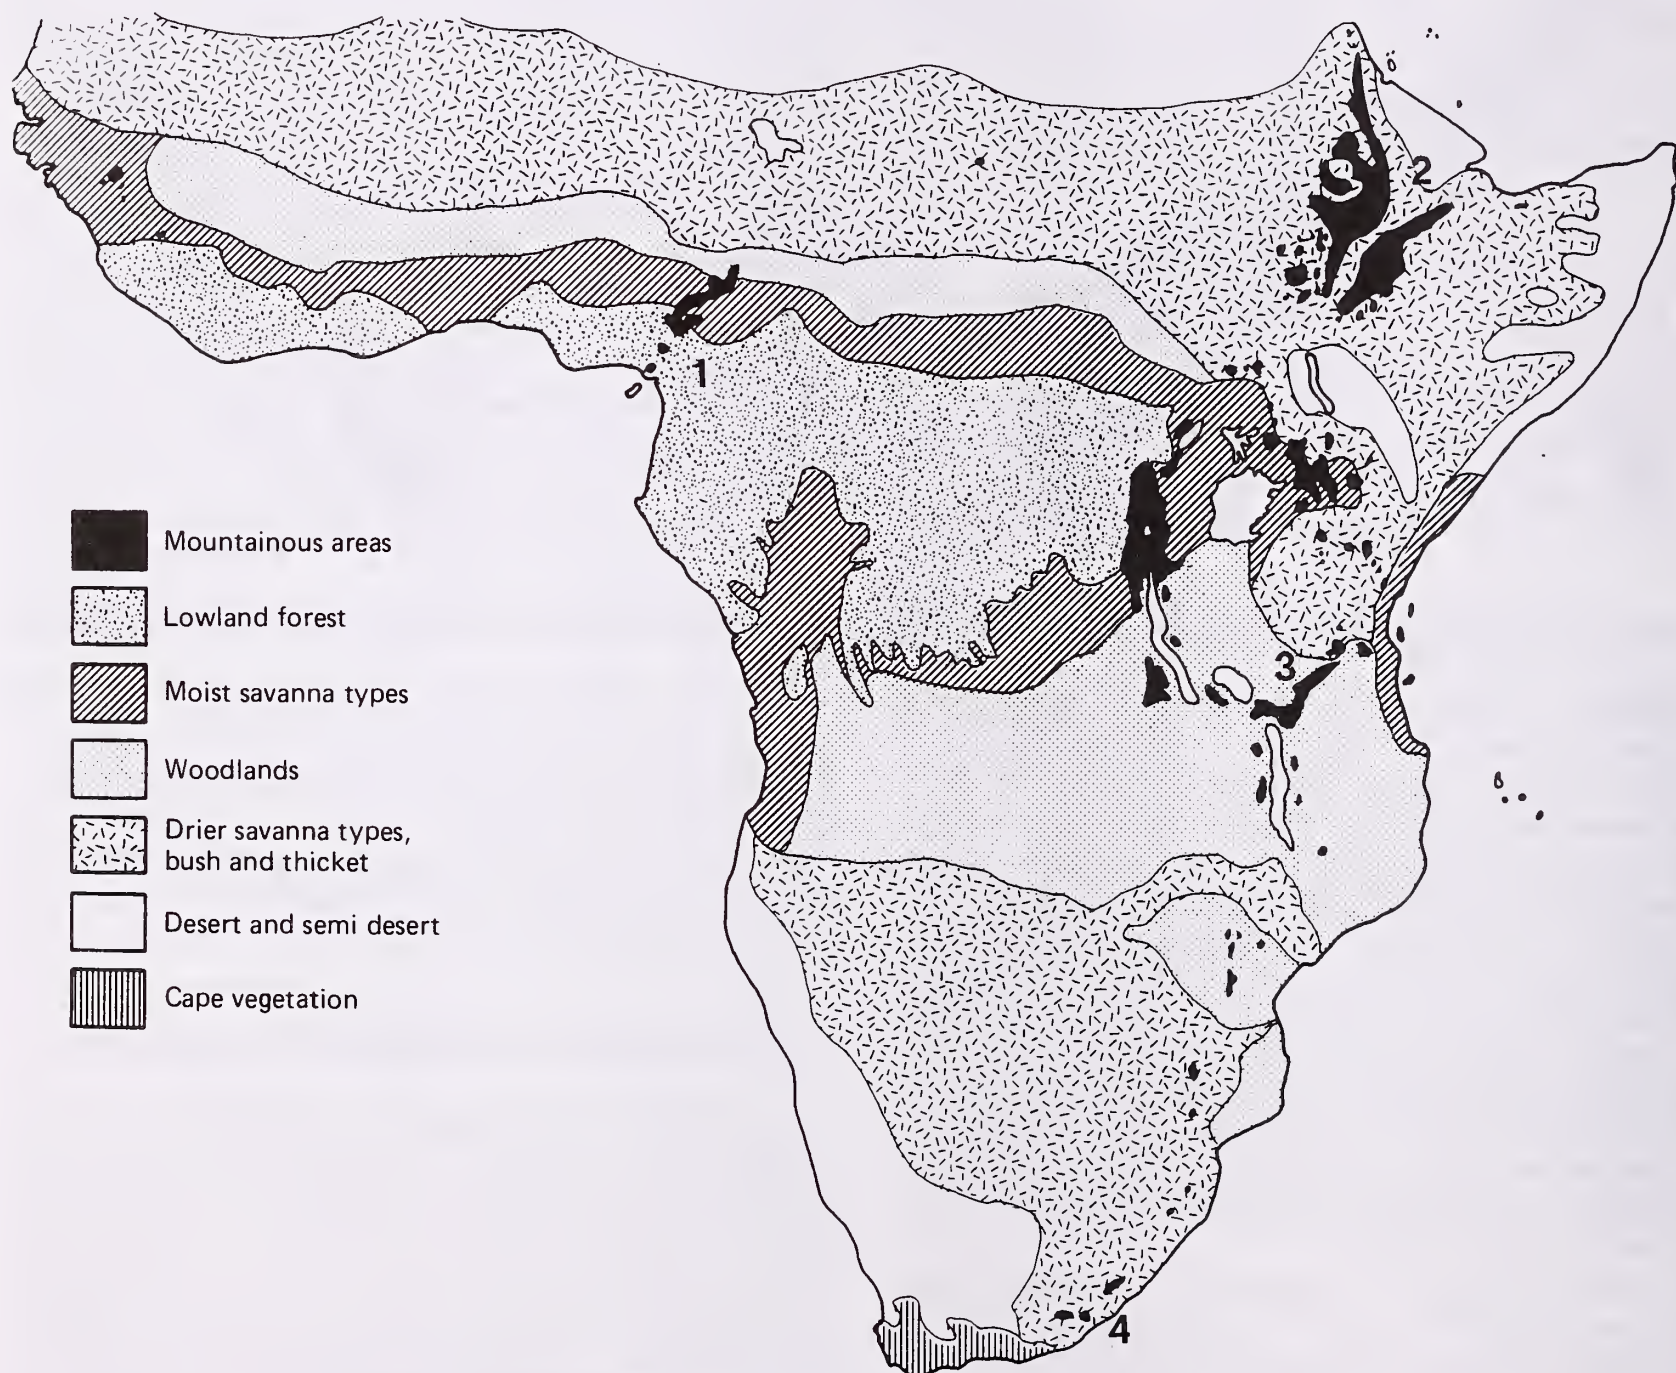 2
1
Mountainous areas
Lowland forest
Moist savanna types
3
Woodlands
Drier savanna types,
bush and thicket
Desert and semi desert
Cape vegetation
4